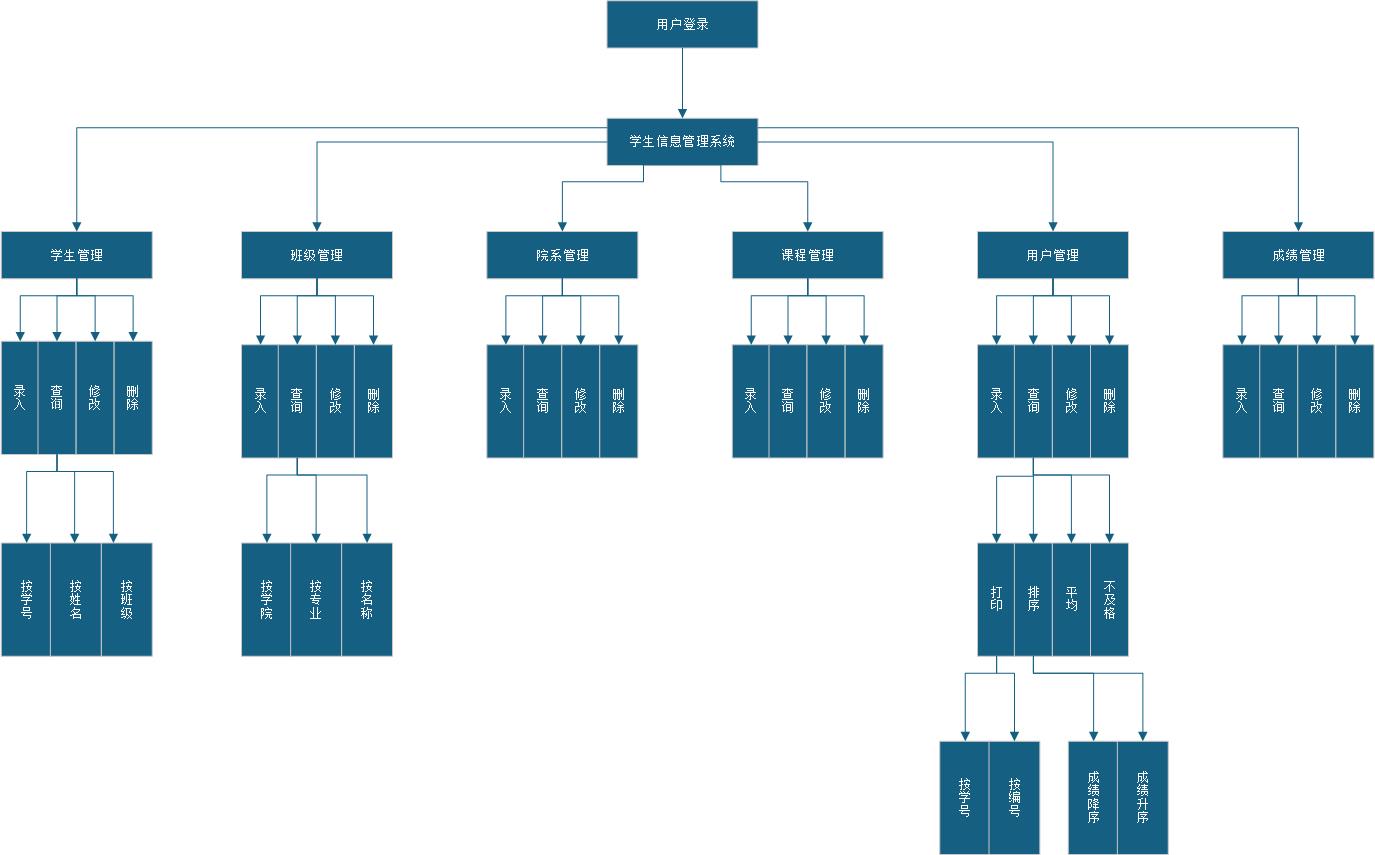 用户登录
学生信息管理系统
学生管理
班级管理
院系管理
课程管理
用户管理
成绩管理
录入
查询
修改
删除
录入
查询
修改
删除
录入
查询
修改
删除
录入
查询
修改
删除
录入
查询
修改
删除
录入
查询
修改
删除
按学号
按姓名
按班级
按学院
按专业
按名称
打印
排序
平均
不及格
按学号
按编号
成绩降序
成绩升序